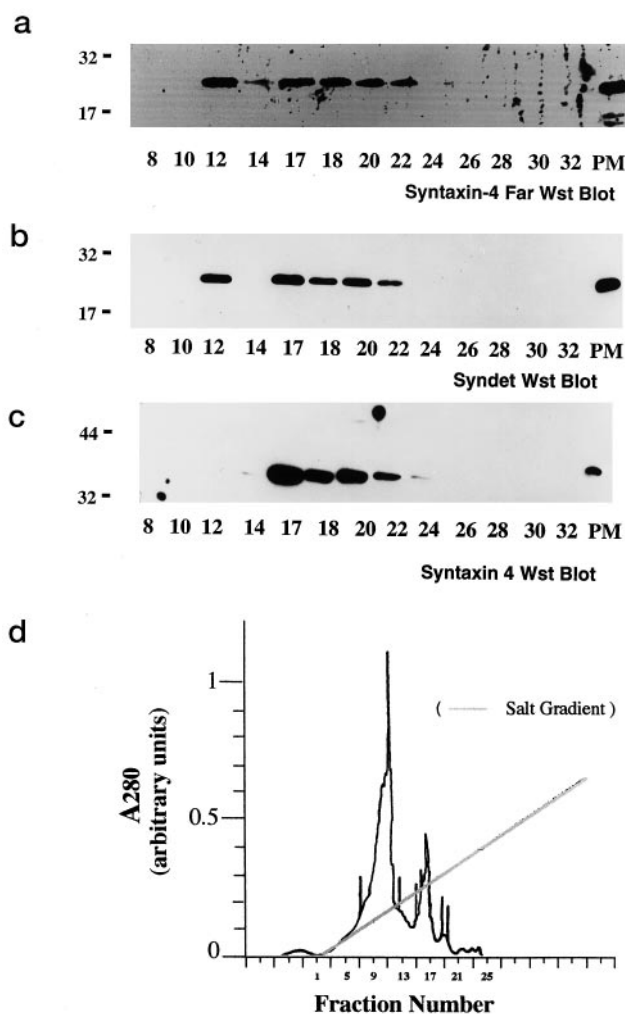 a
32
17
8 10 12 14 17 18 20 22 24 26 28 30 32 PM
Syntaxin-4 Far Wst Blot
b
32
17
8 10 12 14 17 18 20 22 24 26 28 30 32 PM
Syndet Wst Blot
c
44
32
8 10 12 14 17 18 20 22 24 26 28 30 32 PM
Syntaxin 4 Wst Blot
d
1
0.5
0
A280
(arbitrary units)
( Salt Gradient )
1 5 9 13 17 21 25
Fraction Number